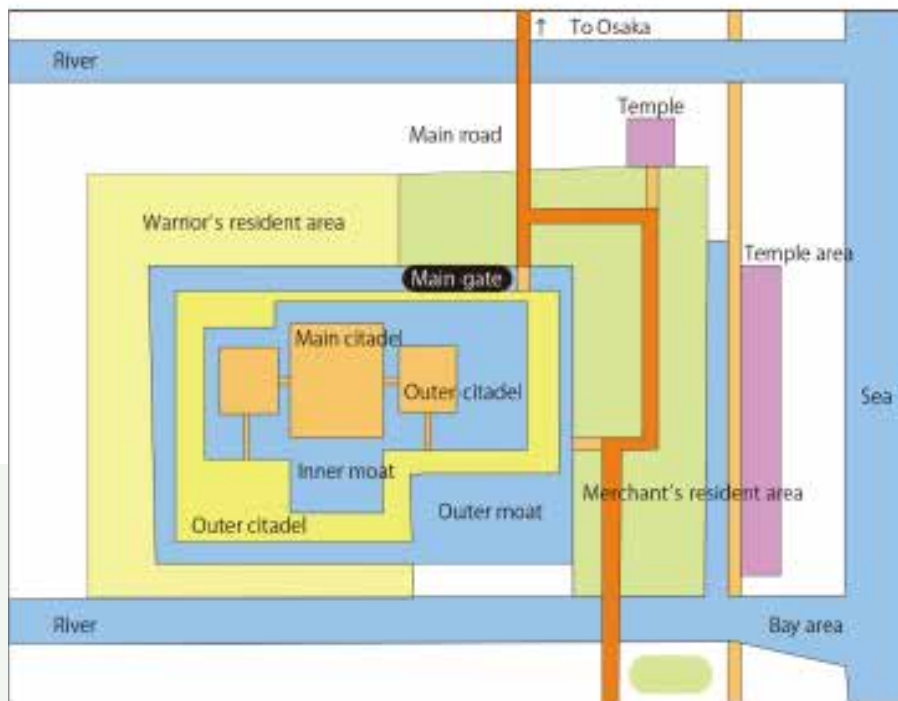 ↑ To Osaka
River
Temple
Main road
Warrior's resident area
Temple area
Main gate
Main citadel
Outer citadel
Sea
Inner moat
Merchant's resident area
Outer moat
Outer citadel
River
Bay area